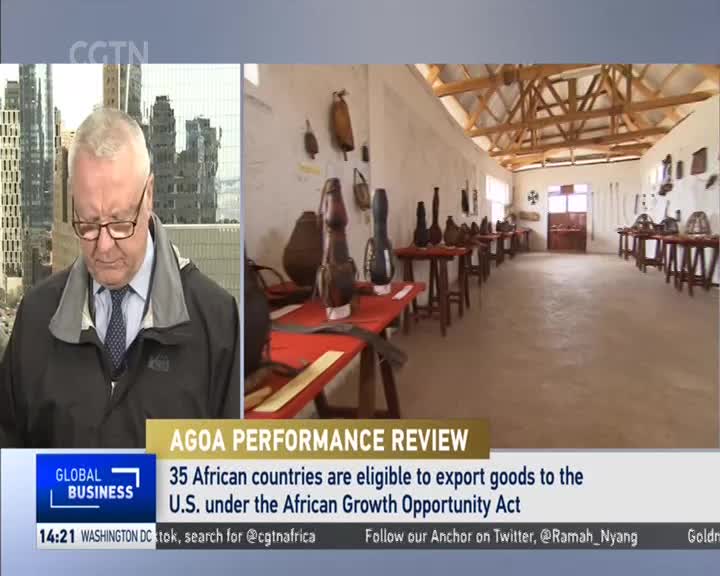 CGTN
AGOA PERFORMANCE REVIEW
GLOBAL
BUSINESS
35 African countries are eligible to export goods to the
U.S. under the African Growth Opportunity Act
14:21 WASHINGTON DC tok, search for @cgtnafrica Follow our Anchor on Twitter, @Ramah_Nyang Goldm